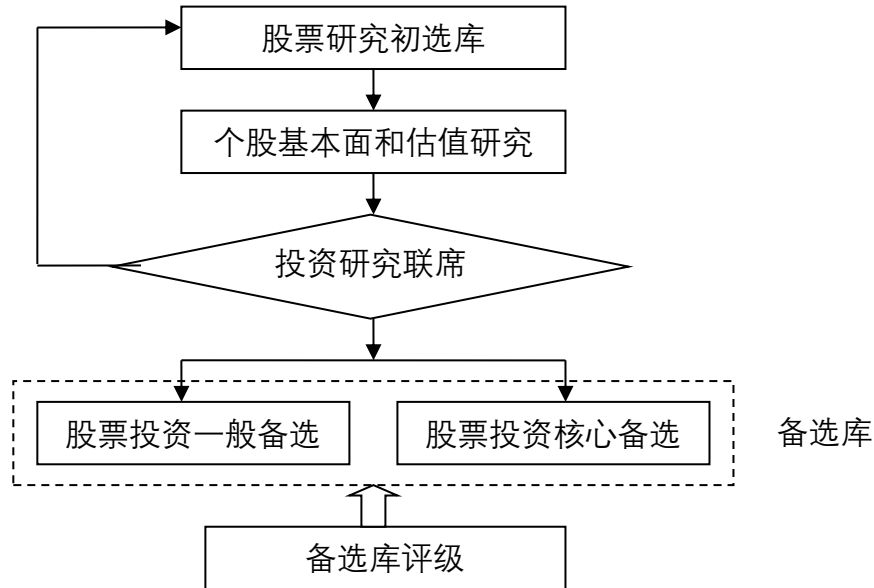 股票研究初选库
个股基本面和估值研究
投资研究联席
股票投资一般备选
股票投资核心备选
备选库
备选库评级